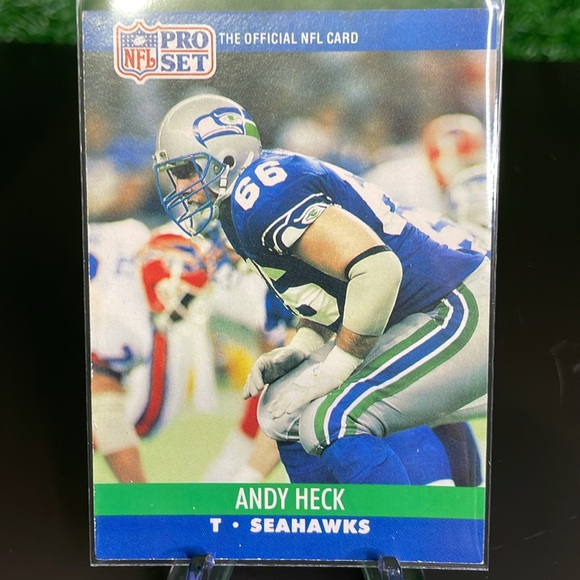 NFL PRO SET
THE OFFICIAL NFL CARD
66
ANDY HECK
T • SEAHAWKS